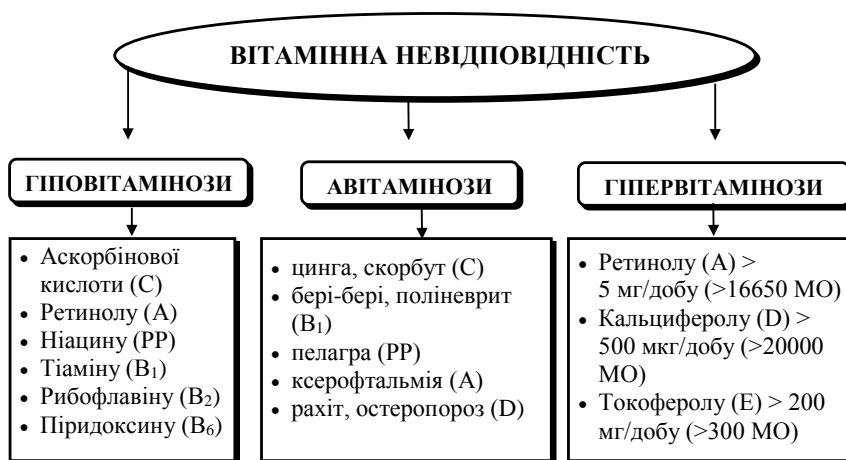 ВІТАМІННА НЕВІДПОВІДНІСТЬ
ГІПОВІТАМІНОЗИ
• Аскорбінової
кислоти (С)
• Ретинолу (А)
• Ніацину (РР)
• Тіаміну (В₁)
• Рибофлавіну (В₂)
• Піридоксину (В₆)
АВІТАМІНОЗИ
• цинга, скорбут (С)
• бері-бері, поліневрит
(В₁)
• пелагра (РР)
• ксерофтальмія (А)
• рахіт, остеропороз (D)
ГІПЕРВІТАМІНОЗИ
• Ретинолу (А) >
5 мг/добу (>16650 МО)
• Кальциферолу (D) >
500 мкг/добу (>20000
МО)
• Токоферолу (Е) > 200
мг/добу (>300 МО)